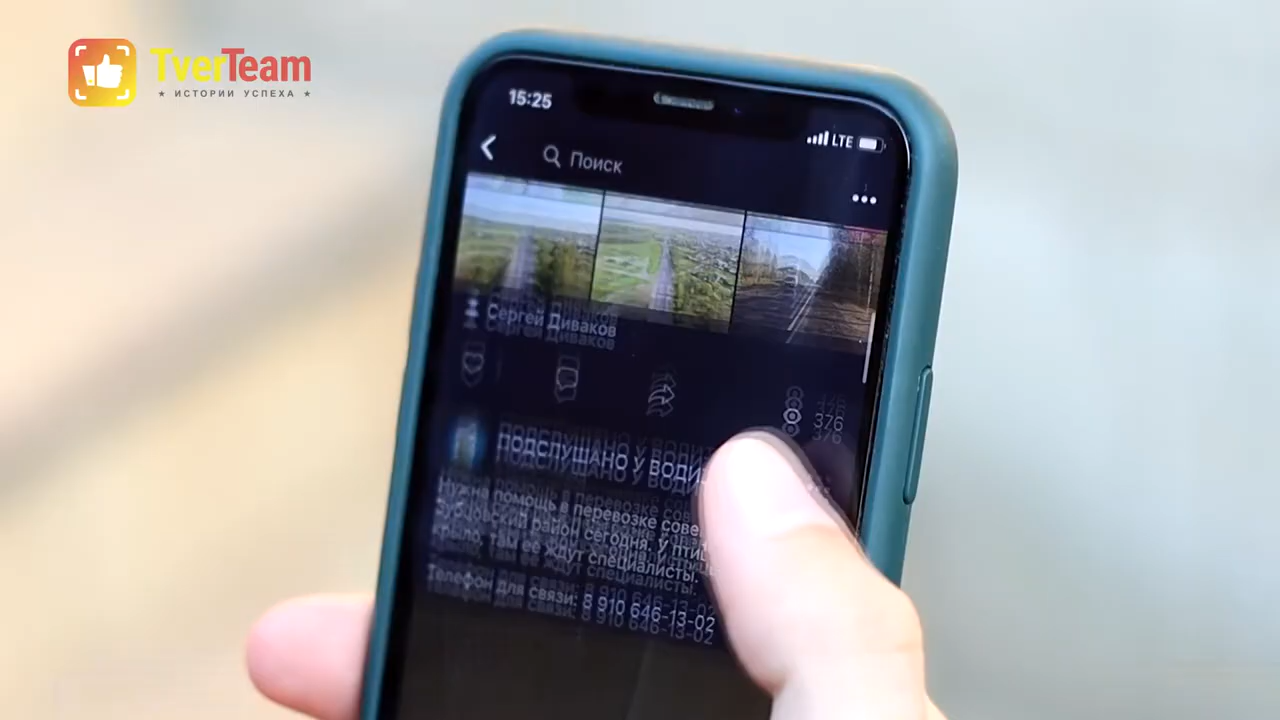 TverTeam
★ ИСТОРИИ УСПЕХА ★
15:25
LTE
Поиск
Сергей Диваков
376
ПОДСЛУШАНО У ВОДИ
Нужна помощь в перевозке сове
Зубцовский район сегодня. У птиц
крыло, там её ждут специалисты.
Телефон для связи: 8 910 646-13-02